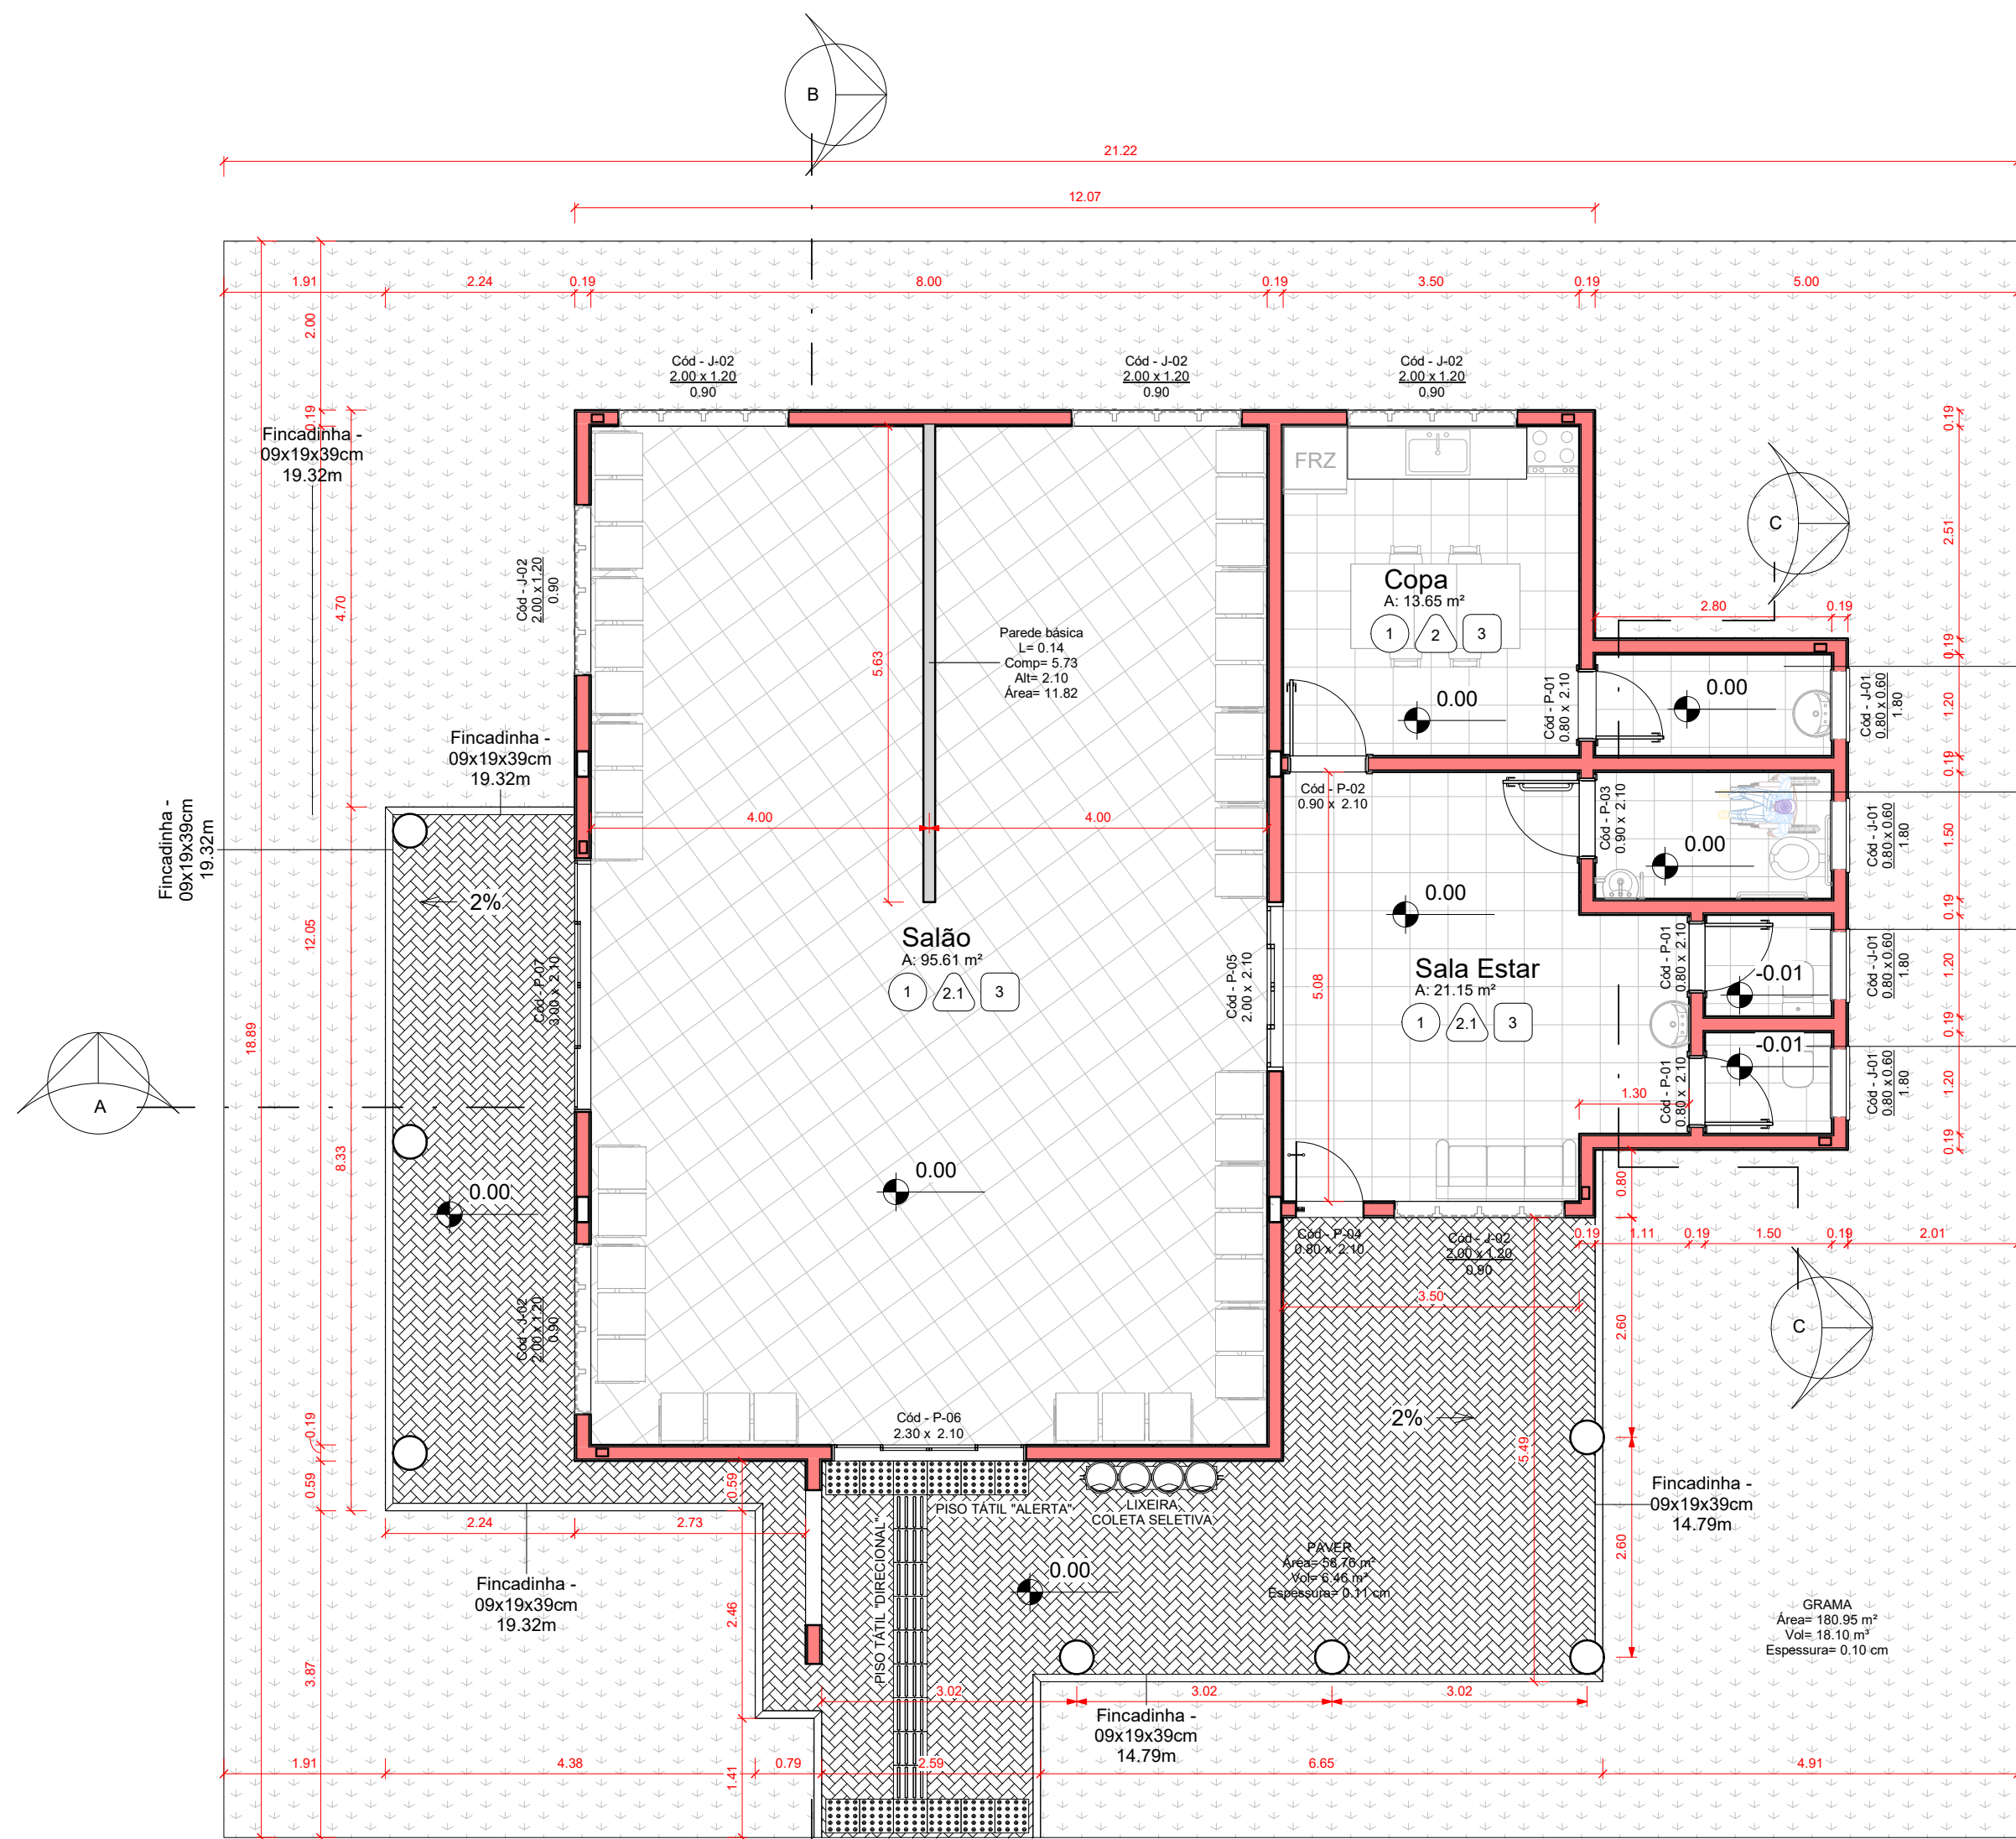 B
21.22
12.07
1.91
2.24
0.19
8.00
0.19
3.50
0.19
5.00
2.00
Cód - J-02
2.00 x 1.20
0.90
Cód - J-02
2.00 x 1.20
0.90
Cód - J-02
2.00 x 1.20
0.90
0.19
0.19
Fincadinha -
09x19x39cm
19.32m
FRZ
C
2.51
Cód - J-02
2.00 x 1.20
0.90
4.70
5.63
Parede básica
L= 0.14
Comp= 5.73
Alt= 2.10
Área= 11.82
Copa
A: 13.65 m²
1
2
3
2.80
0.19
0.19
0.00
Cód - P-01
0.80 x 2.10
0.00
Cód - J-01
0.80 x 0.60
1.80
1.20
Fincadinha -
09x19x39cm
19.32m
0.19
Cód - P-02
0.90 x 2.10
Cód - P-03
0.90 x 2.10
Fincadinha -
09x19x39cm
19.32m
4.00
4.00
0.00
Cód - J-01
0.80 x 0.60
1.80
1.50
2%
0.00
0.19
12.05
Salão
A: 95.61 m²
1
2.1
3
Cód - P-07
3.00 x 2.10
Cód - P-05
2.00 x 2.10
5.08
Sala Estar
A: 21.15 m²
1
2.1
3
Cód - P-01
0.80 x 2.10
-0.01
Cód - J-01
0.80 x 0.60
1.80
1.20
18.89
0.19
-0.01
A
Cód - P-01
0.80 x 2.10
1.30
Cód - J-01
0.80 x 0.60
1.80
1.20
0.19
8.33
0.00
0.00
0.80
Cód - P-04
0.80 x 2.10
Cód - J-02
2.00 x 1.20
0.90
0.19
1.11
0.19
1.50
0.19
2.01
3.50
Cód - J-02
2.00 x 1.20
0.90
2.60
C
Cód - P-06
2.30 x 2.10
2%
5.49
0.19
0.59
0.59
PISO TÁTIL "ALERTA"
LIXEIRA
COLETA SELETIVA
Fincadinha -
09x19x39cm
14.79m
2.24
2.73
PISO TÁTIL "DIRECIONAL"
PAVER
Área= 58.76 m²
Vol= 6.46 m³
Espessura= 0.11 cm
0.00
2.60
Fincadinha -
09x19x39cm
19.32m
2.46
GRAMA
Área= 180.95 m²
Vol= 18.10 m³
Espessura= 0.10 cm
3.87
3.02
3.02
3.02
Fincadinha -
09x19x39cm
14.79m
1.91
4.38
0.79
1.41
2.59
6.65
4.91